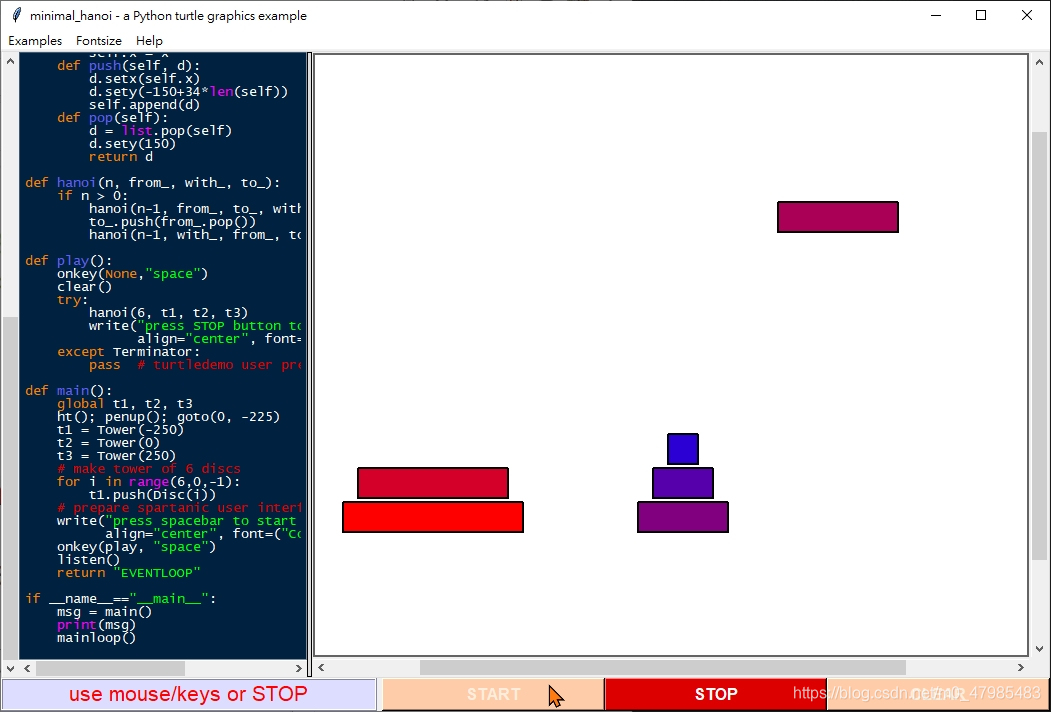 minimal_hanoi - a Python turtle graphics example
Examples Fontsize Help
def push(self, d):
d.setx(self.x)
d.sety(-150+34*len(self))
self.append(d)
def pop(self):
d = list.pop(self)
d.sety(150)
return d
def hanoi(n, from_, with_, to_):
if n > 0:
hanoi(n-1, from_, to_, with
to_.push(from_.pop())
hanoi(n-1, with_, from_, to
def play():
onkey(None,"space")
clear()
try:
hanoi(6, t1, t2, t3)
write("press STOP button to
align="center", font=
except Terminator:
pass # turtledemo user pre
def main():
global t1, t2, t3
ht(); penup(); goto(0, -225)
t1 = Tower(-250)
t2 = Tower(0)
t3 = Tower(250)
# make tower of 6 discs
for i in range(6,0,-1):
t1.push(Disc(i))
# prepare spartanic user interf
write("press spacebar to start
align="center", font=("Co
onkey(play, "space")
listen()
return "EVENTLOOP"
if __name__=="__main__":
msg = main()
print(msg)
mainloop()
use mouse/keys or STOP
START
STOP
CLEAR